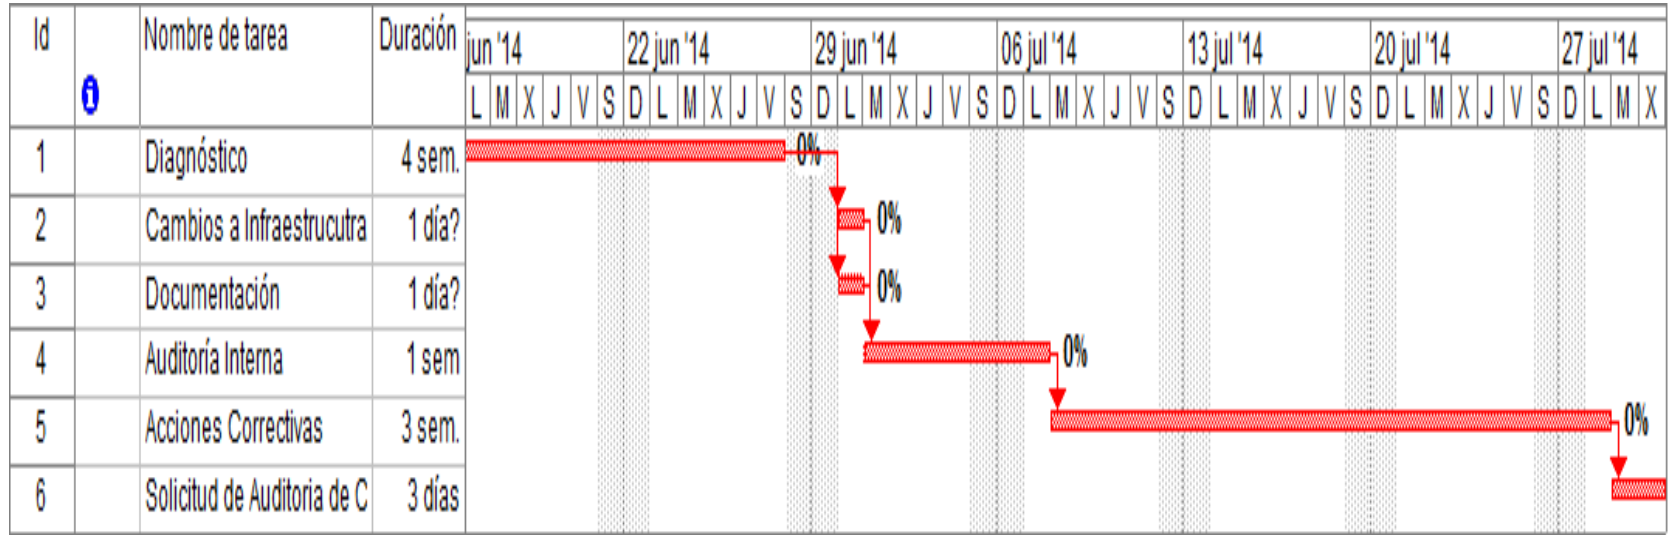 Id Nombre de tarea Duración
jun '14 22 jun '14 29 jun '14 06 jul '14 13 jul '14 20 jul '14 27 jul '14
i L M X J V S D L M X J V S D L M X J V S D L M X J V S D L M X J V S D L M X J V S D L M X
1 Diagnóstico 4 sem. 0%
2 Cambios a Infraestrucutra 1 día? 0%
3 Documentación 1 día? 0%
4 Auditoría Interna 1 sem 0%
5 Acciones Correctivas 3 sem. 0%
6 Solicitud de Auditoria de C 3 días